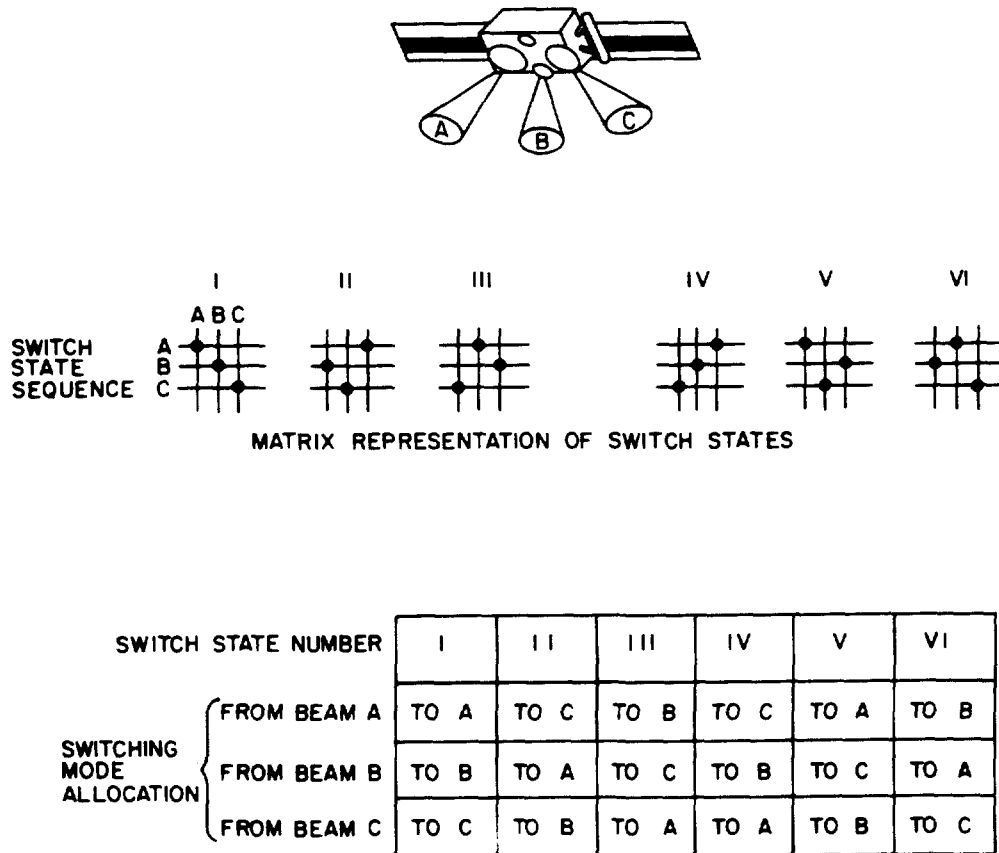 A
B
C
I II III IV V VI
A B C
SWITCH A
STATE B
SEQUENCE C
MATRIX REPRESENTATION OF SWITCH STATES
SWITCH STATE NUMBER I II III IV V VI
FROM BEAM A TO A TO C TO B TO C TO A TO B
SWITCHING
MODE
ALLOCATION
FROM BEAM B TO B TO A TO C TO B TO C TO A
FROM BEAM C TO C TO B TO A TO A TO B TO C